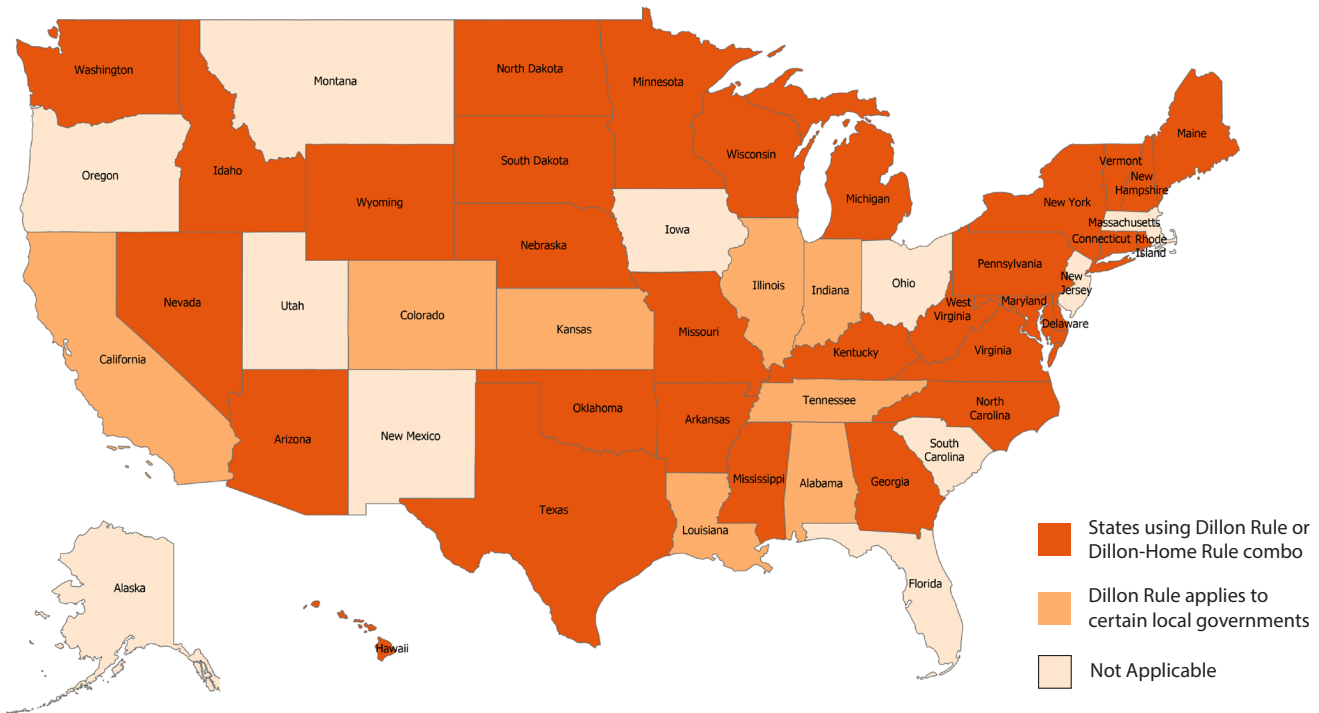 Washington
Montana
North Dakota
Minnesota
Maine
Oregon
Idaho
South Dakota
Wisconsin
Vermont
New
Hampshire
Wyoming
Michigan
New York
Massachusetts
Iowa
Connecticut
Rhode
Island
Nebraska
Pennsylvania
New
Jersey
Nevada
Utah
Colorado
Kansas
Illinois
Indiana
Ohio
West
Virginia
Maryland
Delaware
California
Missouri
Kentucky
Virginia
Arizona
New Mexico
Oklahoma
Arkansas
Tennessee
North
Carolina
South
Carolina
Texas
Louisiana
Mississippi
Alabama
Georgia
Florida
Alaska
Hawaii
States using Dillon Rule or
Dillon-Home Rule combo
Dillon Rule applies to
certain local governments
Not Applicable